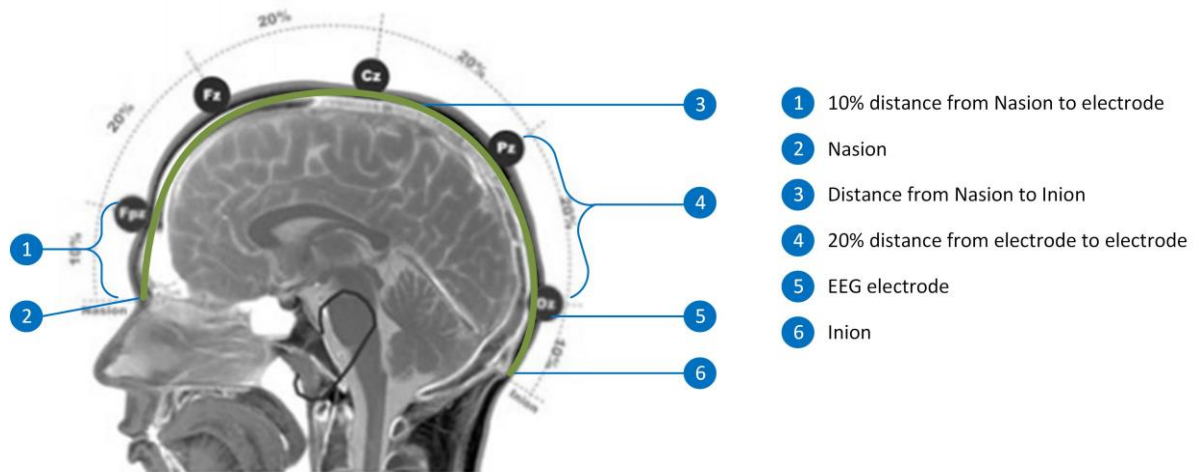 20%
20%
Cz
Fz
20%
20%
3
Pz
Fpz
4
1
10%
20%
2
Nasion
Oz
5
10%
6
Inion
1 10% distance from Nasion to electrode
2 Nasion
3 Distance from Nasion to Inion
4 20% distance from electrode to electrode
5 EEG electrode
6 Inion